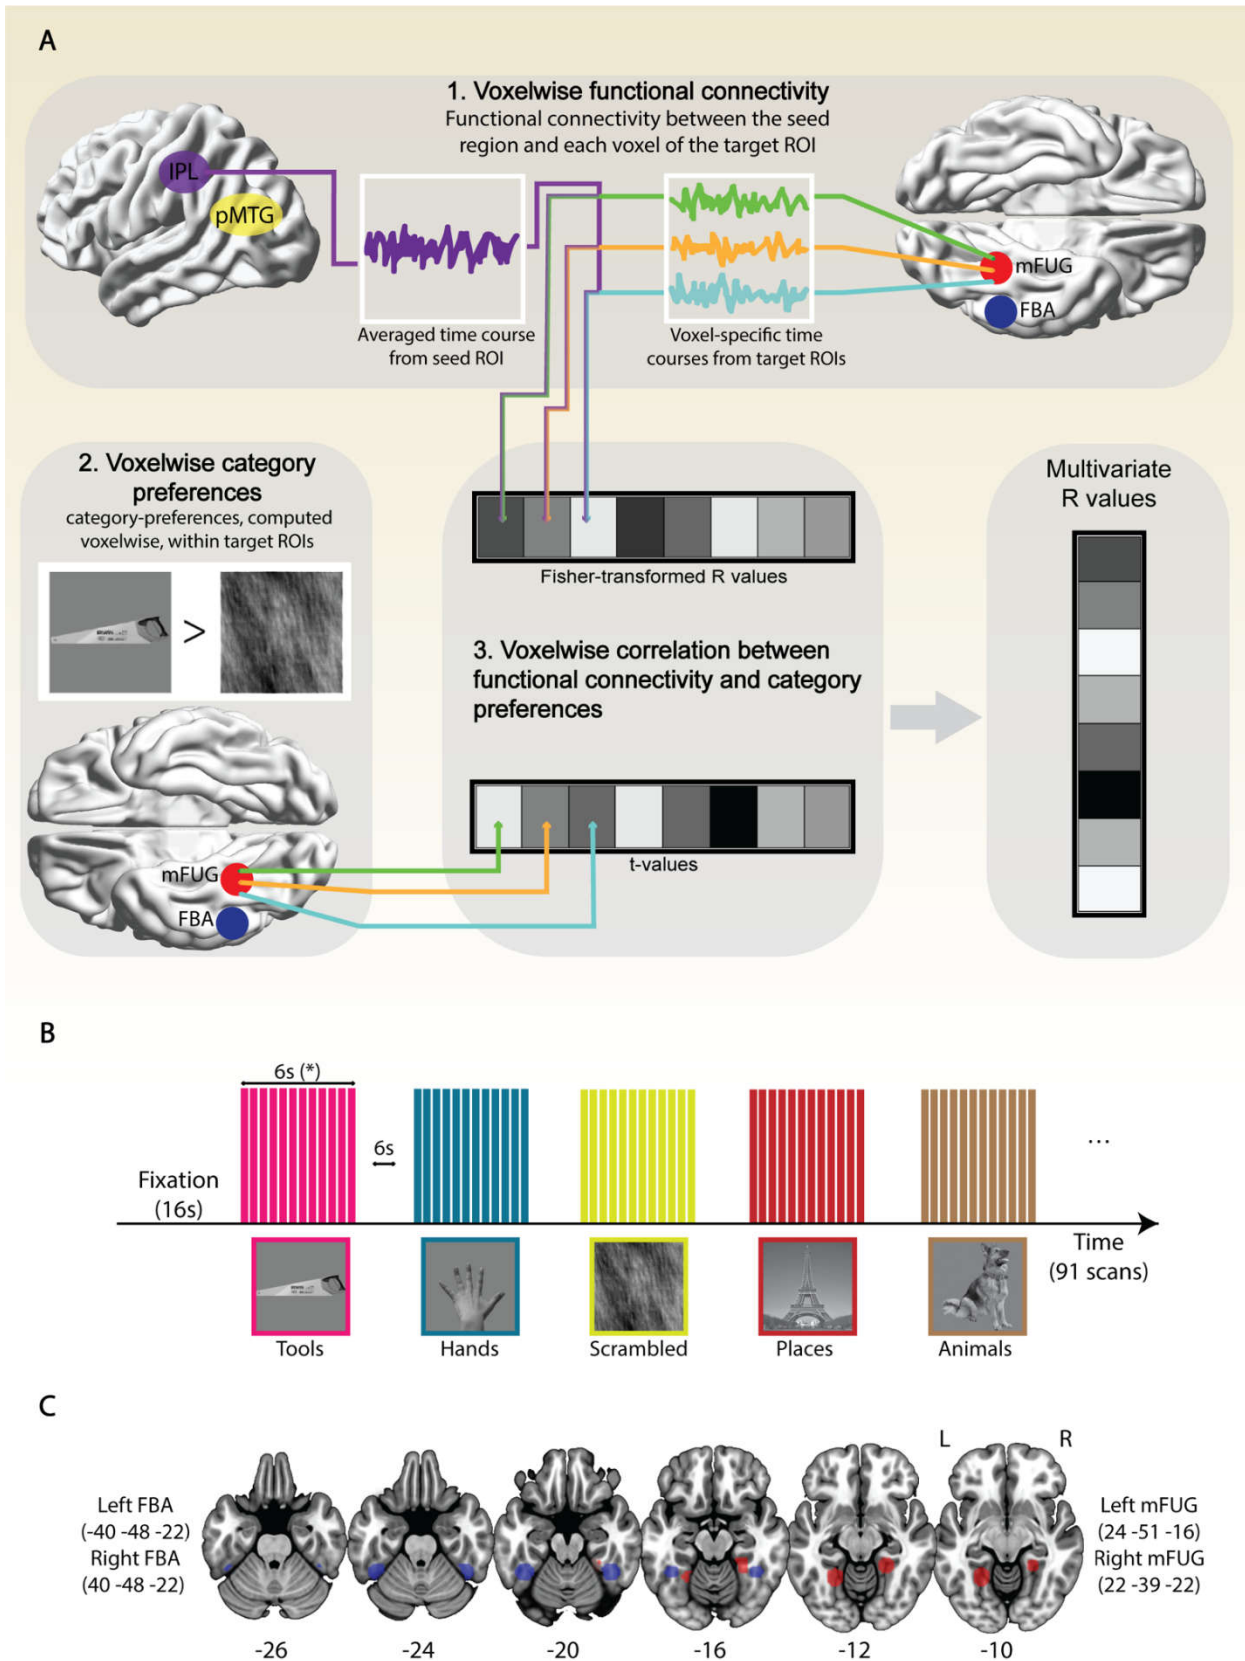 A
1. Voxelwise functional connectivity
Functional connectivity between the seed
region and each voxel of the target ROI
IPL
pMTG
mFUG
FBA
Averaged time course
from seed ROI
Voxel-specific time
courses from target ROIs
2. Voxelwise category
preferences
category-preferences, computed
voxelwise, within target ROIs
>
mFUG
FBA
Fisher-transformed R values
3. Voxelwise correlation between
functional connectivity and category
preferences
t-values
Multivariate
R values
B
6s (*)
6s
...
Fixation
(16s)
Time
(91 scans)
Tools
Hands
Scrambled
Places
Animals
C
L
R
Left FBA
(-40 -48 -22)
Right FBA
(40 -48 -22)
Left mFUG
(24 -51 -16)
Right mFUG
(22 -39 -22)
-26
-24
-20
-16
-12
-10